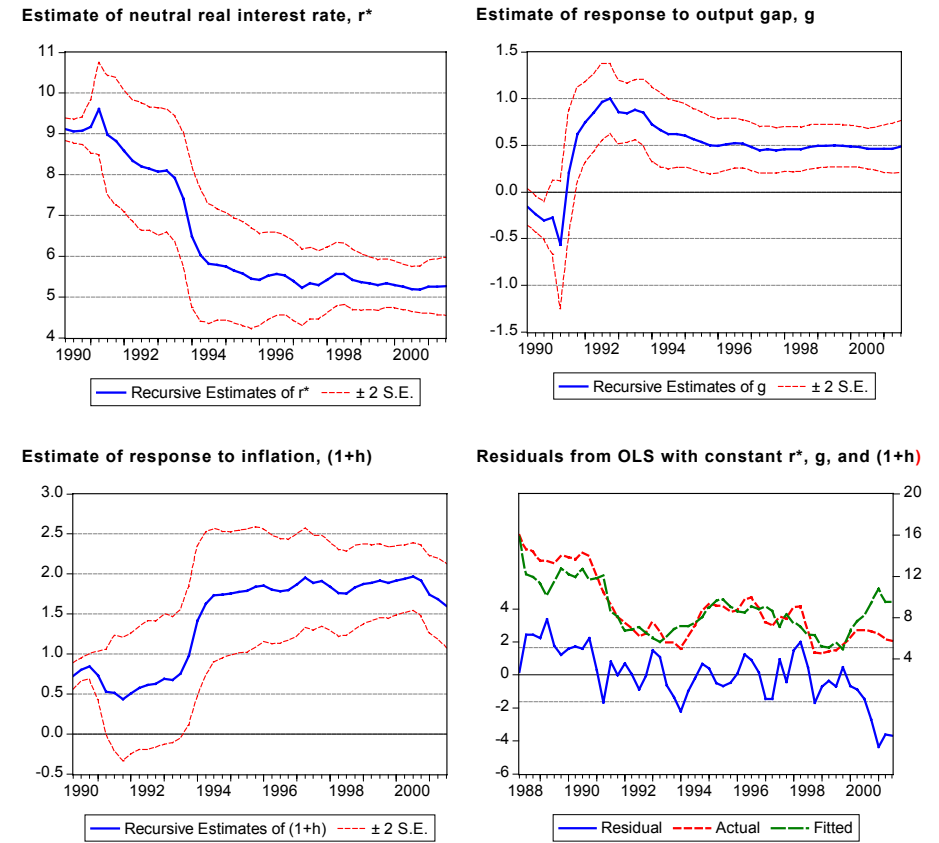 Estimate of neutral real interest rate, r*
11
10
9
8
7
6
5
4
1990 1992 1994 1996 1998 2000
Recursive Estimates of r* ± 2 S.E.
Estimate of response to output gap, g
1.5
1.0
0.5
0.0
-0.5
-1.0
-1.5
1990 1992 1994 1996 1998 2000
Recursive Estimates of g ± 2 S.E.
Estimate of response to inflation, (1+h)
3.0
2.5
2.0
1.5
1.0
0.5
0.0
-0.5
1990 1992 1994 1996 1998 2000
Recursive Estimates of (1+h) ± 2 S.E.
Residuals from OLS with constant r*, g, and (1+h)
20
16
12
8
4
4
2
0
-2
-4
-6
1988 1990 1992 1994 1996 1998 2000
Residual Actual Fitted